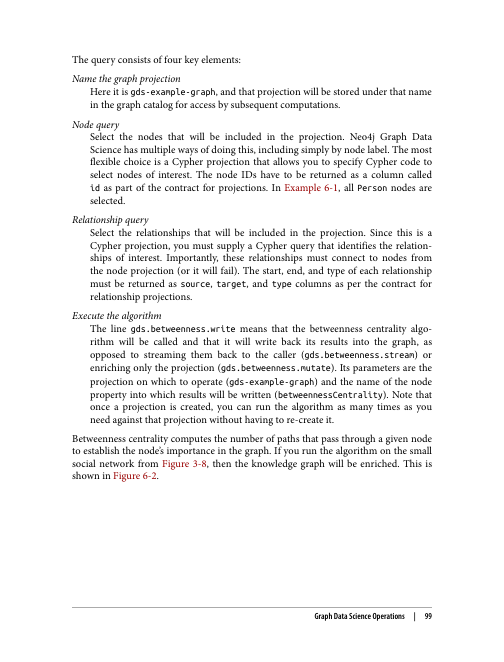 The query consists of four key elements:
Name the graph projection
Here it is gds-example-graph, and that projection will be stored under that name
in the graph catalog for access by subsequent computations.
Node query
Select the nodes that will be included in the projection. Neo4j Graph Data
Science has multiple ways of doing this, including simply by node label. The most
flexible choice is a Cypher projection that allows you to specify Cypher code to
select nodes of interest. The node IDs have to be returned as a column called
id as part of the contract for projections. In Example 6-1, all Person nodes are
selected.
Relationship query
Select the relationships that will be included in the projection. Since this is a
Cypher projection, you must supply a Cypher query that identifies the relation-
ships of interest. Importantly, these relationships must connect to nodes from
the node projection (or it will fail). The start, end, and type of each relationship
must be returned as source, target, and type columns as per the contract for
relationship projections.
Execute the algorithm
The line gds.betweenness.write means that the betweenness centrality algo-
rithm will be called and that it will write back its results into the graph, as
opposed to streaming them back to the caller (gds.betweenness.stream) or
enriching only the projection (gds.betweenness.mutate). Its parameters are the
projection on which to operate (gds-example-graph) and the name of the node
property into which results will be written (betweennessCentrality). Note that
once a projection is created, you can run the algorithm as many times as you
need against that projection without having to re-create it.
Betweenness centrality computes the number of paths that pass through a given node
to establish the node's importance in the graph. If you run the algorithm on the small
social network from Figure 3-8, then the knowledge graph will be enriched. This is
shown in Figure 6-2.
Graph Data Science Operations | 99